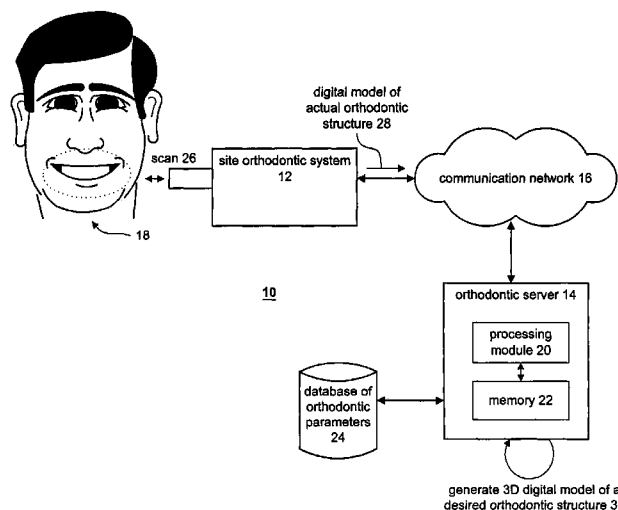 digital model of
actual orthodontic
structure 28
scan 26
site orthodontic system
12
communication network 16
18
10
orthodontic server 14
processing
module 20
memory 22
database of
orthodontic
parameters
24
generate 3D digital model of a
desired orthodontic structure 3